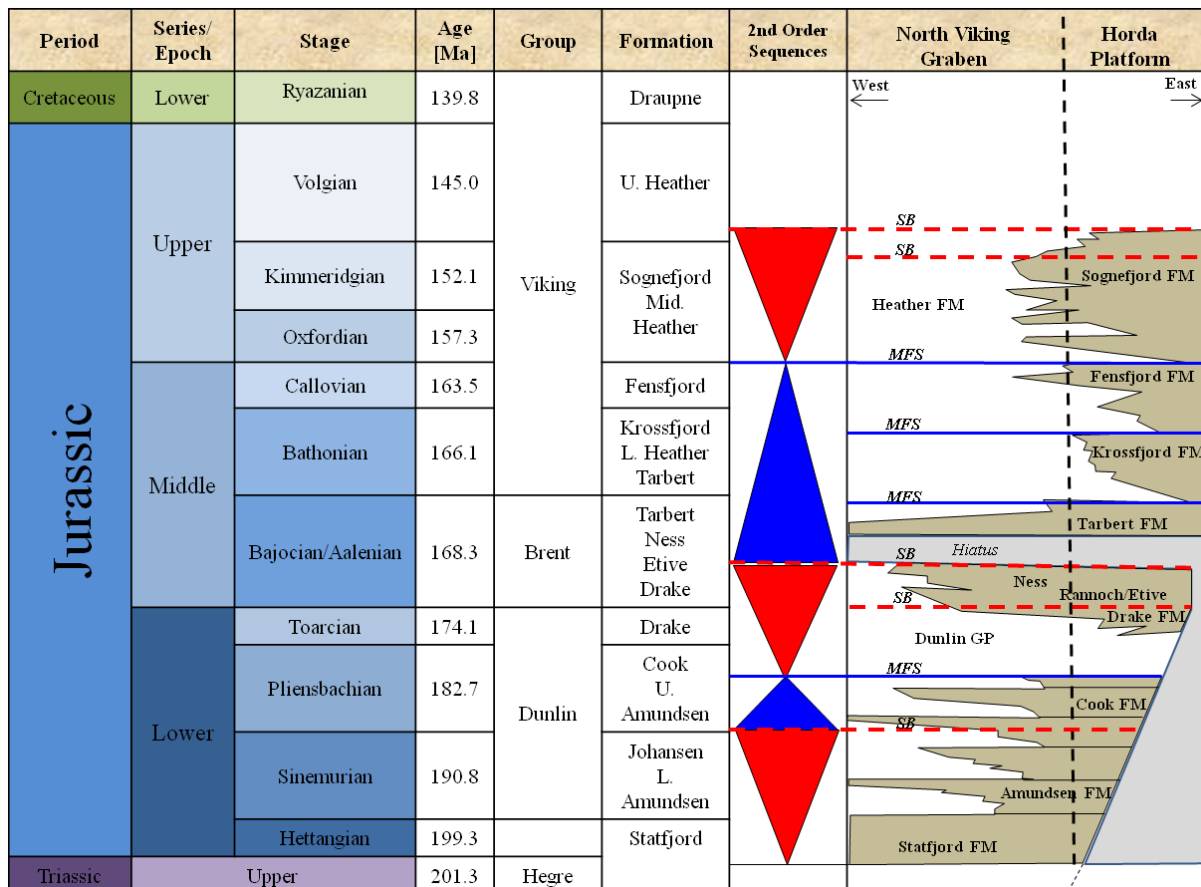 Period
Series/
Epoch
Stage
Age
[Ma]
Group
Formation
2nd Order
Sequences
North Viking
Graben
Horda
Platform
Cretaceous
Lower
Ryazanian
139.8
Draupne
West
East
Jurassic
Upper
Volgian
145.0
Viking
U. Heather
SB
Kimmeridgian
152.1
Sognefjord
Mid.
Heather
SB
Sognefjord FM
Heather FM
Oxfordian
157.3
MFS
Middle
Callovian
163.5
Fensfjord
Fensfjord FM
MFS
Bathonian
166.1
Krossfjord
L. Heather
Tarbert
Krossfjord FM
MFS
Bajocian/Aalenian
168.3
Brent
Tarbert
Ness
Etive
Drake
Tarbert FM
Hiatus
SB
Ness
Rannoch/Etive
SB
Drake FM
Lower
Toarcian
174.1
Dunlin
Drake
Dunlin GP
MFS
Pliensbachian
182.7
Cook
U.
Amundsen
Cook FM
SB
Sinemurian
190.8
Johansen
L.
Amundsen
Amundsen FM
Hettangian
199.3
Statfjord
Statfjord FM
Triassic
Upper
201.3
Hegre